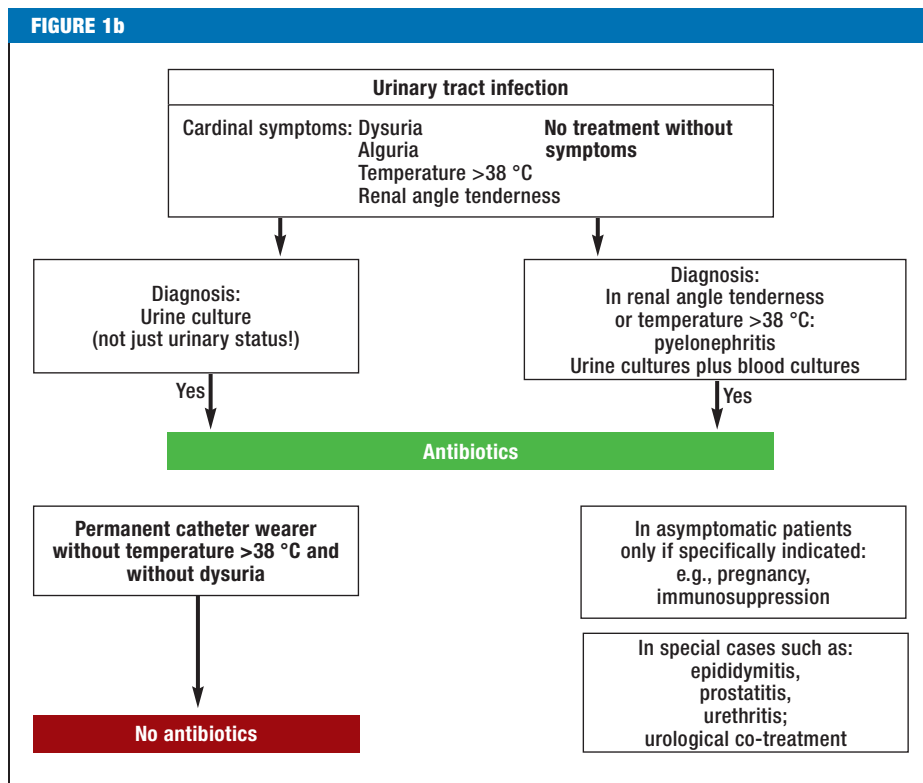 FIGURE 1b
Urinary tract infection
Cardinal symptoms: Dysuria
Alguria
Temperature >38 °C
Renal angle tenderness
No treatment without
symptoms
Diagnosis:
Urine culture
(not just urinary status!)
Diagnosis:
In renal angle tenderness
or temperature >38 °C:
pyelonephritis
Urine cultures plus blood cultures
Yes
Yes
Antibiotics
Permanent catheter wearer
without temperature >38 °C and
without dysuria
No antibiotics
In asymptomatic patients
only if specifically indicated:
e.g., pregnancy,
immunosuppression
In special cases such as:
epididymitis,
prostatitis,
urethritis;
urological co-treatment